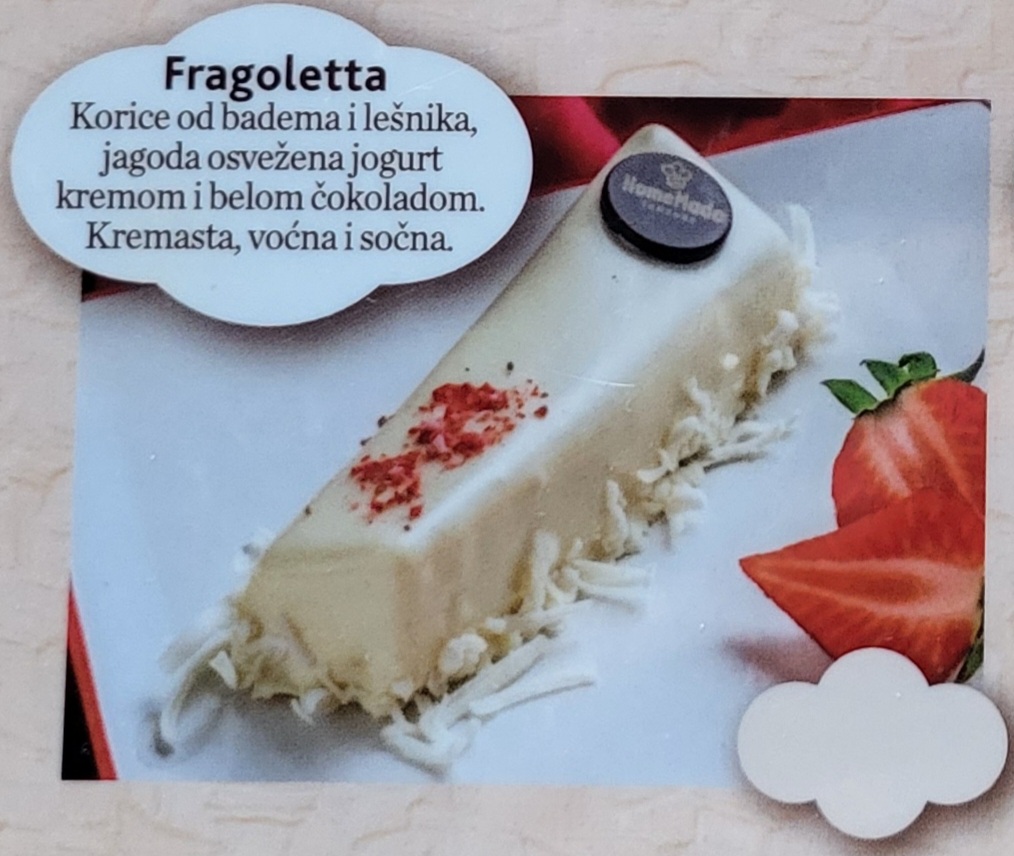 Fragoletta
Korice od badema i lešnika,
jagoda osvežena jogurt
kremom i belom čokoladom.
Kremasta, voćna i sočna.
HomeMade